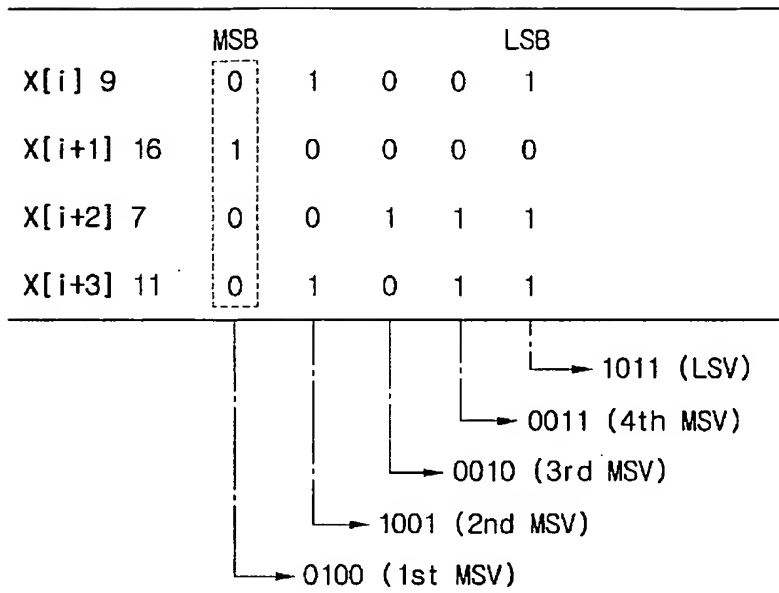 MSB LSB
X[i] 9 0 1 0 0 1
X[i+1] 16 1 0 0 0 0
X[i+2] 7 0 0 1 1 1
X[i+3] 11 0 1 0 1 1
1011 (LSV)
0011 (4th MSV)
0010 (3rd MSV)
1001 (2nd MSV)
0100 (1st MSV)